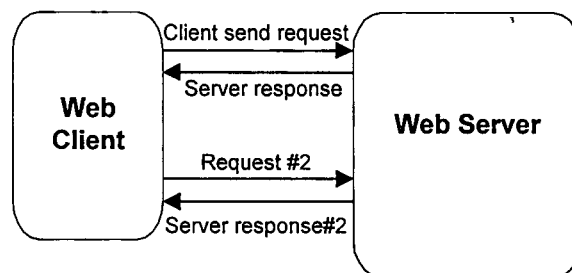 Client send request
Server response
Web
Client
Web Server
Request #2
Server response#2